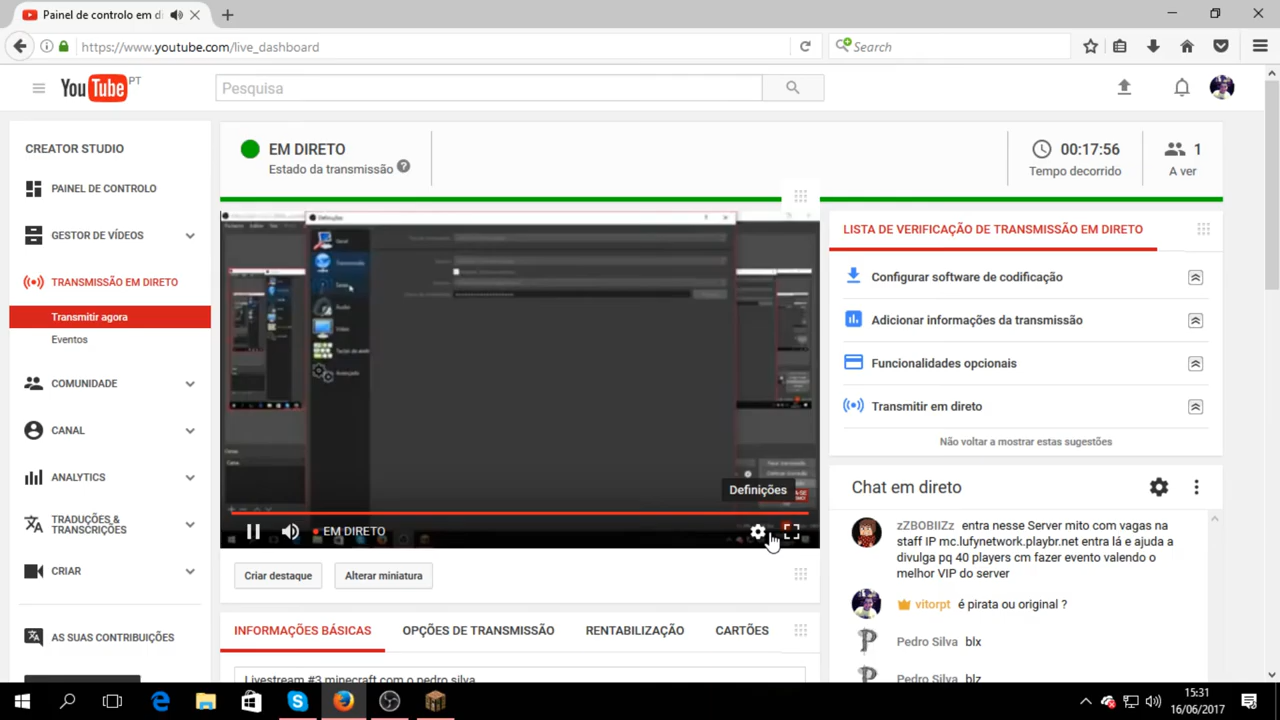 Painel de controlo em di
https://www.youtube.com/live_dashboard
Search
YouTube PT
Pesquisa
CREATOR STUDIO
PAINEL DE CONTROLO
GESTOR DE VÍDEOS
TRANSMISSÃO EM DIRETO
Transmitir agora
Eventos
COMUNIDADE
CANAL
ANALYTICS
TRADUÇÕES &
TRANSCRIÇÕES
CRIAR
AS SUAS CONTRIBUIÇÕES
EM DIRETO
Estado da transmissão ?
00:17:56
Tempo decorrido
1
A ver
Definições
EM DIRETO
Criar destaque
Alterar miniatura
INFORMAÇÕES BÁSICAS
OPÇÕES DE TRANSMISSÃO
RENTABILIZAÇÃO
CARTÕES
Livestream #3 minecraft com o pedro silva
LISTA DE VERIFICAÇÃO DE TRANSMISSÃO EM DIRETO
Configurar software de codificação
Adicionar informações da transmissão
Funcionalidades opcionais
Transmitir em direto
Não voltar a mostrar estas sugestões
Chat em direto
zZBOBIIZz entra nesse Server mito com vagas na
staff IP mc.lufynetwork.playbr.net entra lá e ajuda a
divulga pq 40 players cm fazer evento valendo o
melhor VIP do server
vitorpt é pirata ou original ?
Pedro Silva blx
Pedro Silva blz
15:31
16/06/2017